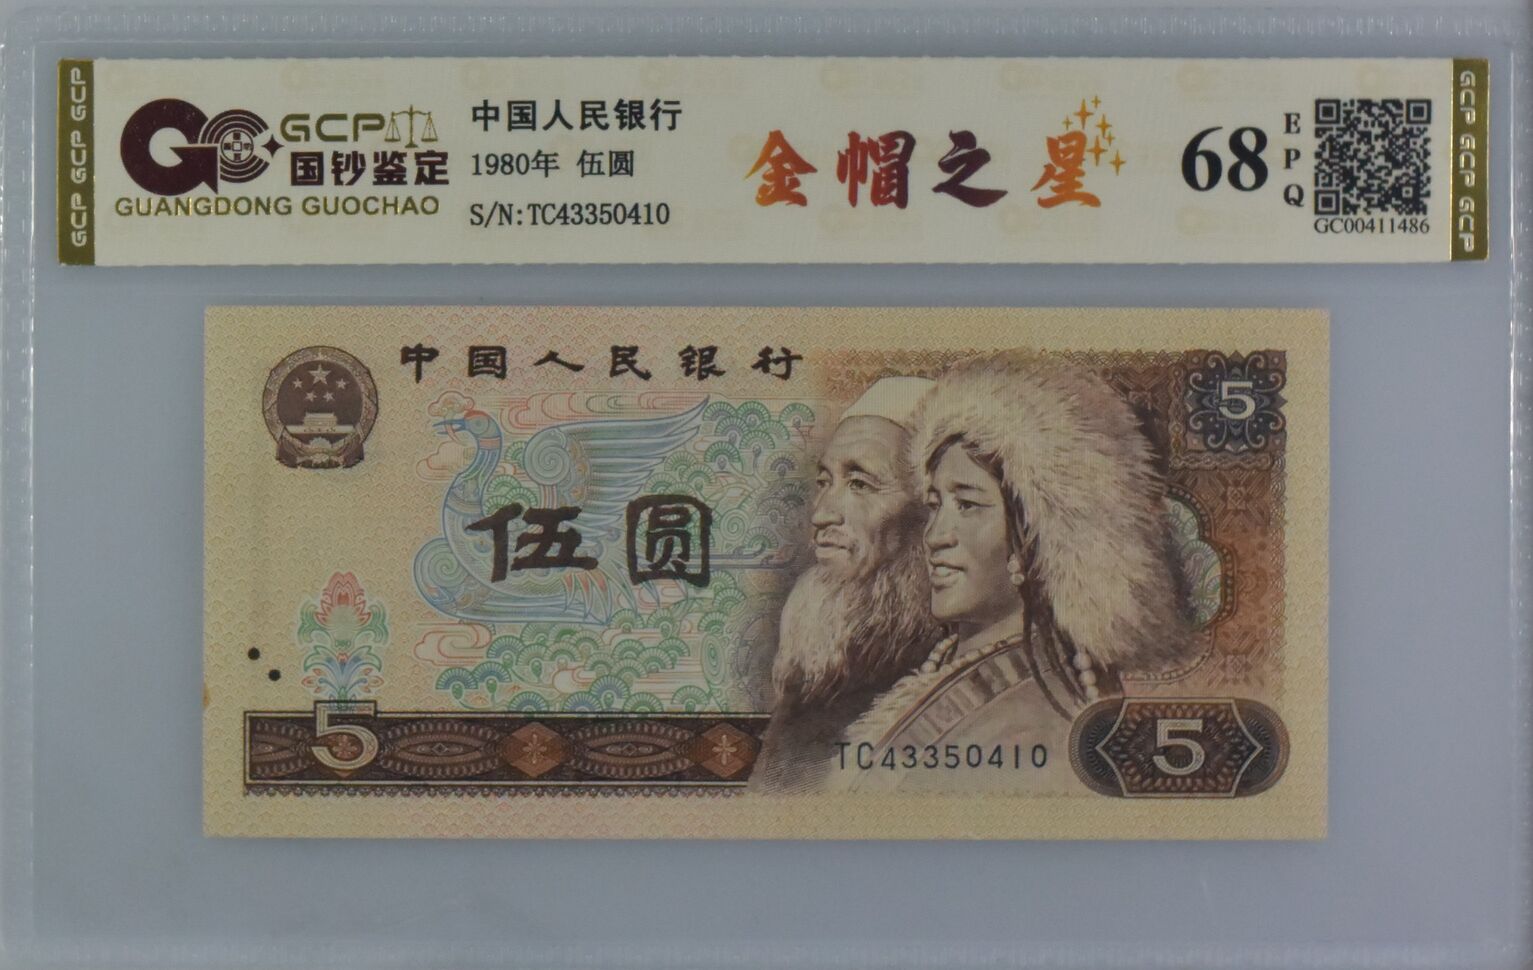 GCP GCP GCP
GCP
国钞鉴定
GUANGDONG GUOCHAO
中国人民银行
1980年 伍圆
S/N:TC43350410
金帽之星
68
EPQ
GC00411486
GCP GCP GCP
中国人民银行
5
伍圆
5
TC43350410
5